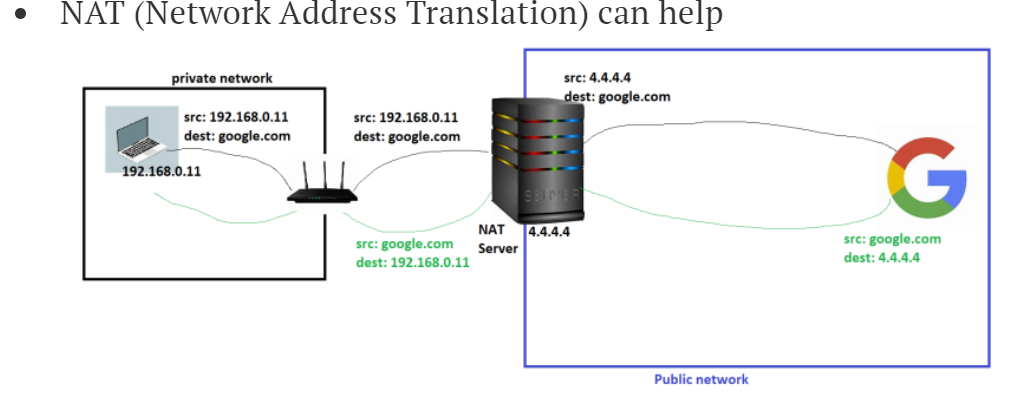 • NAT (Network Address Translation) can help
private network
src: 192.168.0.11
dest: google.com
192.168.0.11
src: 192.168.0.11
dest: google.com
src: google.com
dest: 192.168.0.11
SERVER
NAT
Server
4.4.4.4
src: 4.4.4.4
dest: google.com
src: google.com
dest: 4.4.4.4
Public network